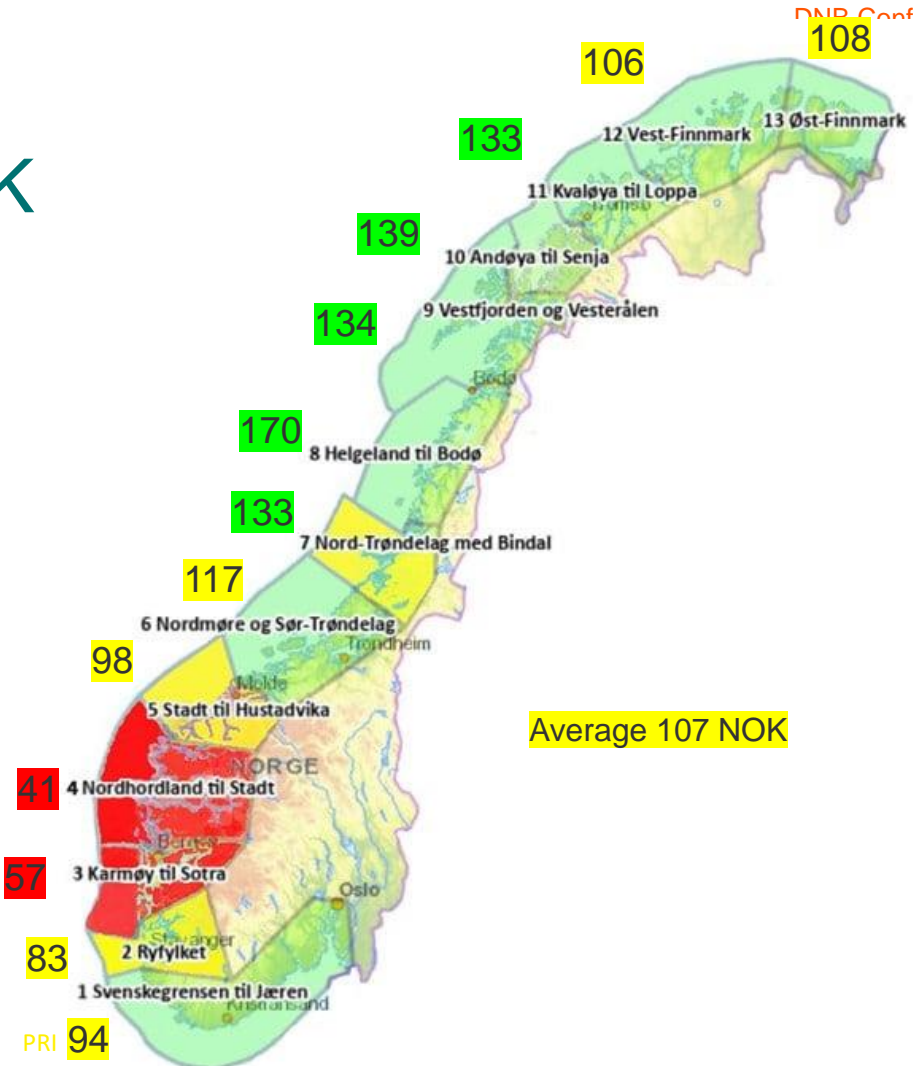 DNB Conf
108
106
13 Øst-Finnmark
12 Vest-Finnmark
133
K
11 Kvaløya til Loppa
Tromsø
139
10 Andøya til Senja
9 Vestfjorden og Vesterålen
134
Bodø
170
8 Helgeland til Bodø
133
7 Nord-Trøndelag med Bindal
117
6 Nordmøre og Sør-Trøndelag
Trondheim
98
Molde
5 Stadt til Hustadvika
Average 107 NOK
NORGE
41
4 Nordhordland til Stadt
Bergen
57
3 Karmøy til Sotra
Oslo
Stavanger
83
2 Ryfylket
1 Svenskegrensen til Jæren
Kristiansand
PRI 94